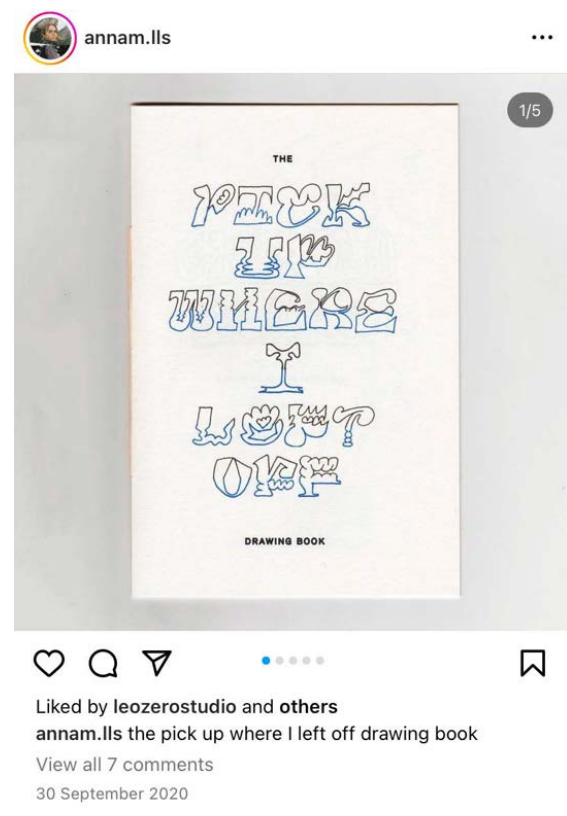 annam.lls
1/5
THE
PICK
UP
WHERE
I
LEFT
OFF
DRAWING BOOK
Liked by leozerostudio and others
annam.lls the pick up where I left off drawing book
View all 7 comments
30 September 2020